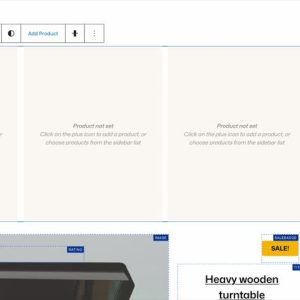 Add Product
Product not set
Click on the plus icon to add a product, or
choose products from the sidebar list
Product not set
Click on the plus icon to add a product, or
choose products from the sidebar list
IMAGE
SALEBADGE
RATING
SALE!
Heavy wooden
turntable